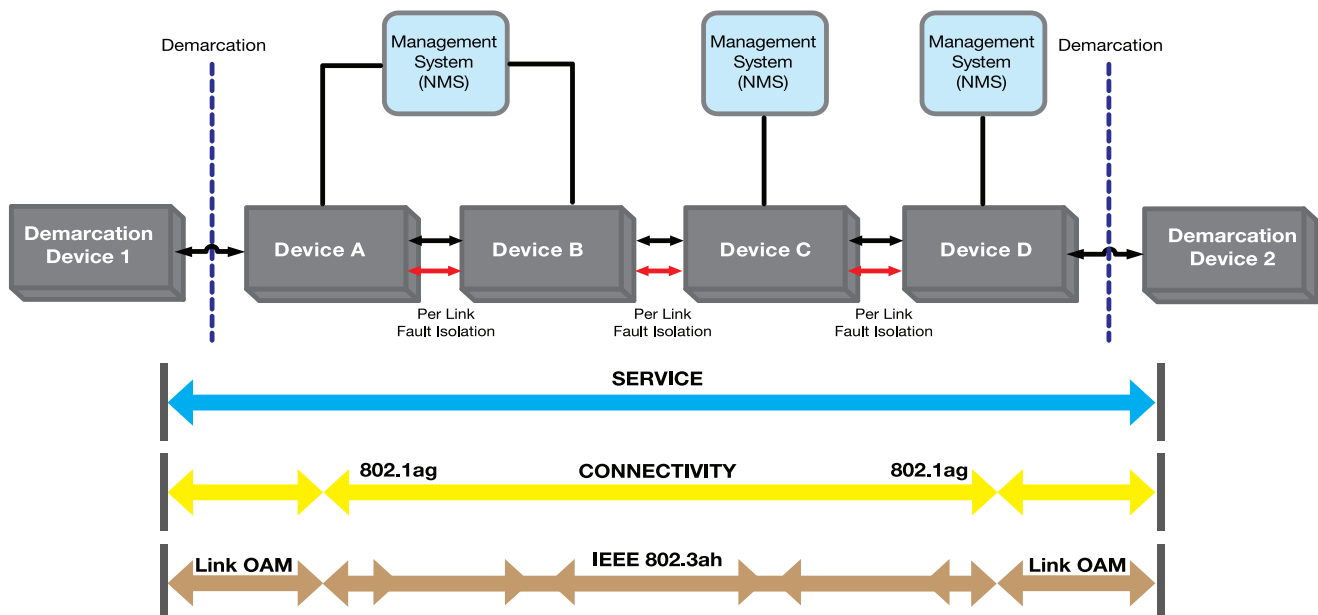 Demarcation
Management
System
(NMS)
Management
System
(NMS)
Management
System
(NMS)
Demarcation
Demarcation
Device 1
Device A
Device B
Device C
Device D
Demarcation
Device 2
Per Link
Fault Isolation
Per Link
Fault Isolation
Per Link
Fault Isolation
SERVICE
802.1ag
CONNECTIVITY
802.1ag
Link OAM
IEEE 802.3ah
Link OAM